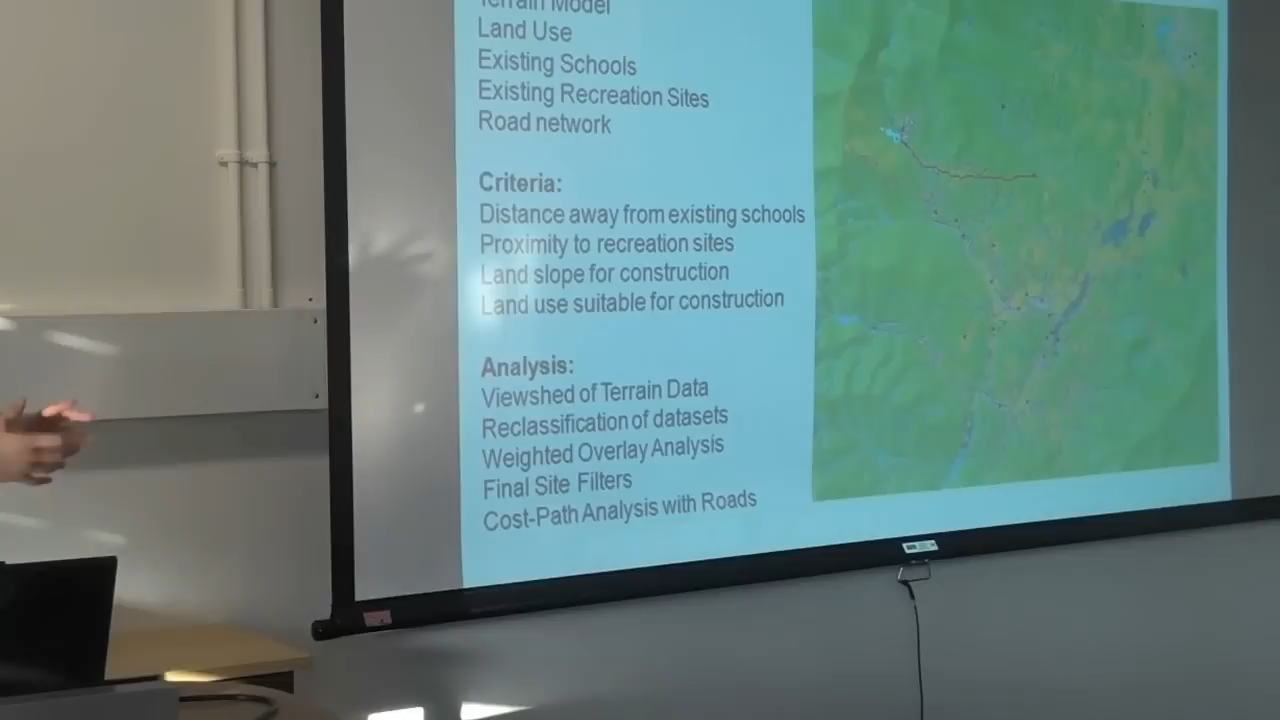 Terrain Model
Land Use
Existing Schools
Existing Recreation Sites
Road network
Criteria:
Distance away from existing schools
Proximity to recreation sites
Land slope for construction
Land use suitable for construction
Analysis:
Viewshed of Terrain Data
Reclassification of datasets
Weighted Overlay Analysis
Final Site Filters
Cost-Path Analysis with Roads